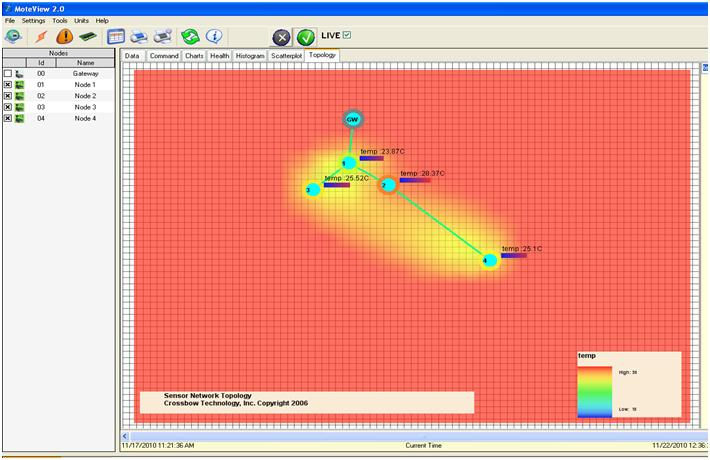 MoteView 2.0
File Settings Tools Units Help
LIVE
Nodes
Id Name
00 Gateway
01 Node 1
02 Node 2
03 Node 3
04 Node 4
Data Command Charts Health Histogram Scatterplot Topology
GW
1
temp :23.87C
3
temp :25.52C
2
temp :28.37C
4
temp :25.1C
temp
High: 36
Low: 18
Sensor Network Topology
Crossbow Technology, Inc. Copyright 2006
11/17/2010 11:21:36 AM Current Time 11/22/2010 12:36: